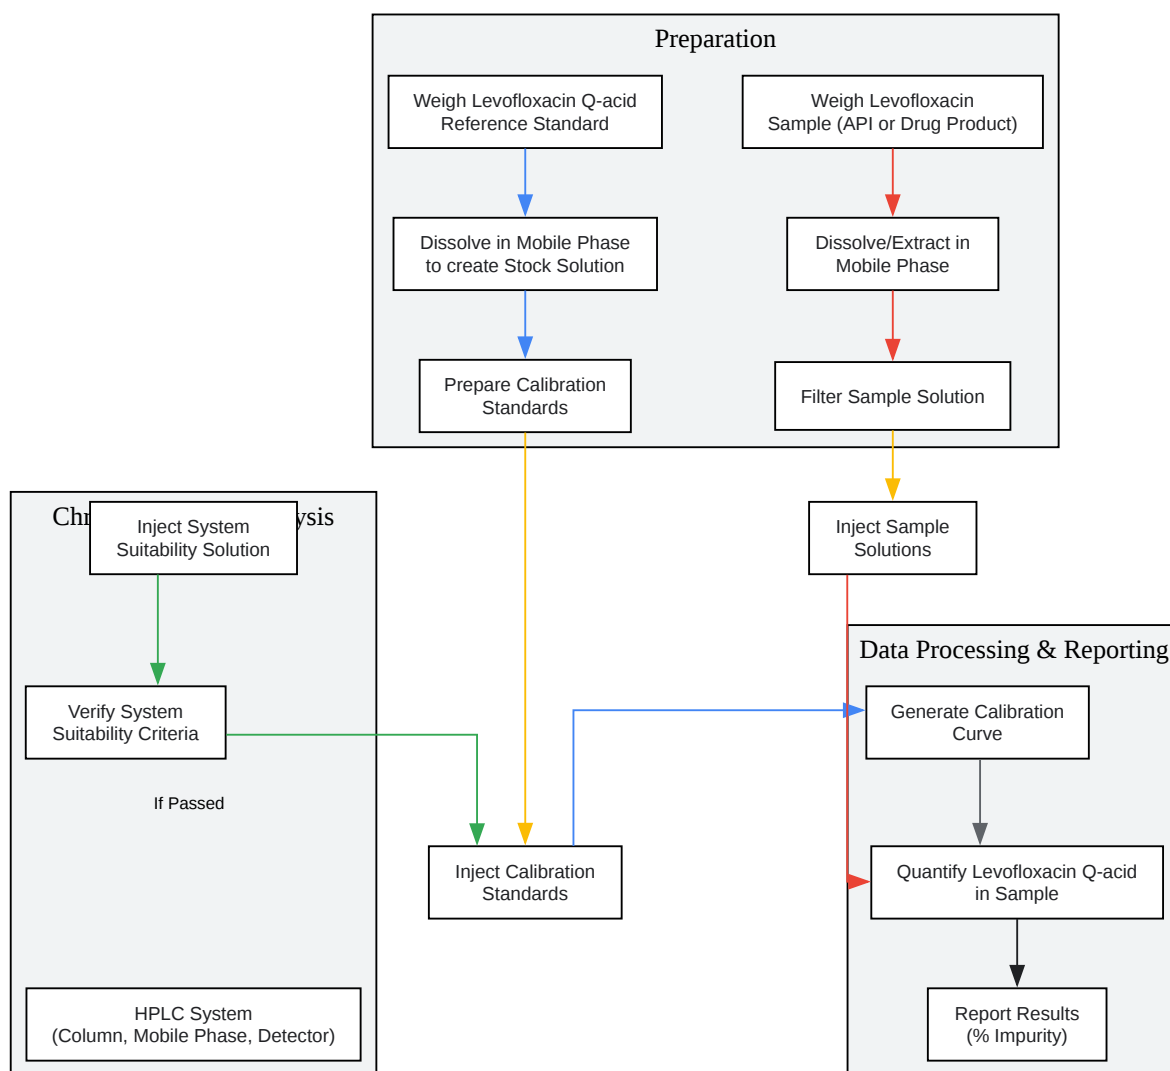 Preparation
Weigh Levofloxacin Q-acid
Reference Standard
Weigh Levofloxacin
Sample (API or Drug Product)
Dissolve in Mobile Phase
to create Stock Solution
Dissolve/Extract in
Mobile Phase
Prepare Calibration
Standards
Filter Sample Solution
Inject System
Suitability Solution
Inject Sample
Solutions
Data Processing & Reporting
Verify System
Suitability Criteria
Generate Calibration
Curve
If Passed
Inject Calibration
Standards
Quantify Levofloxacin Q-acid
in Sample
HPLC System
(Column, Mobile Phase, Detector)
Report Results
(% Impurity)